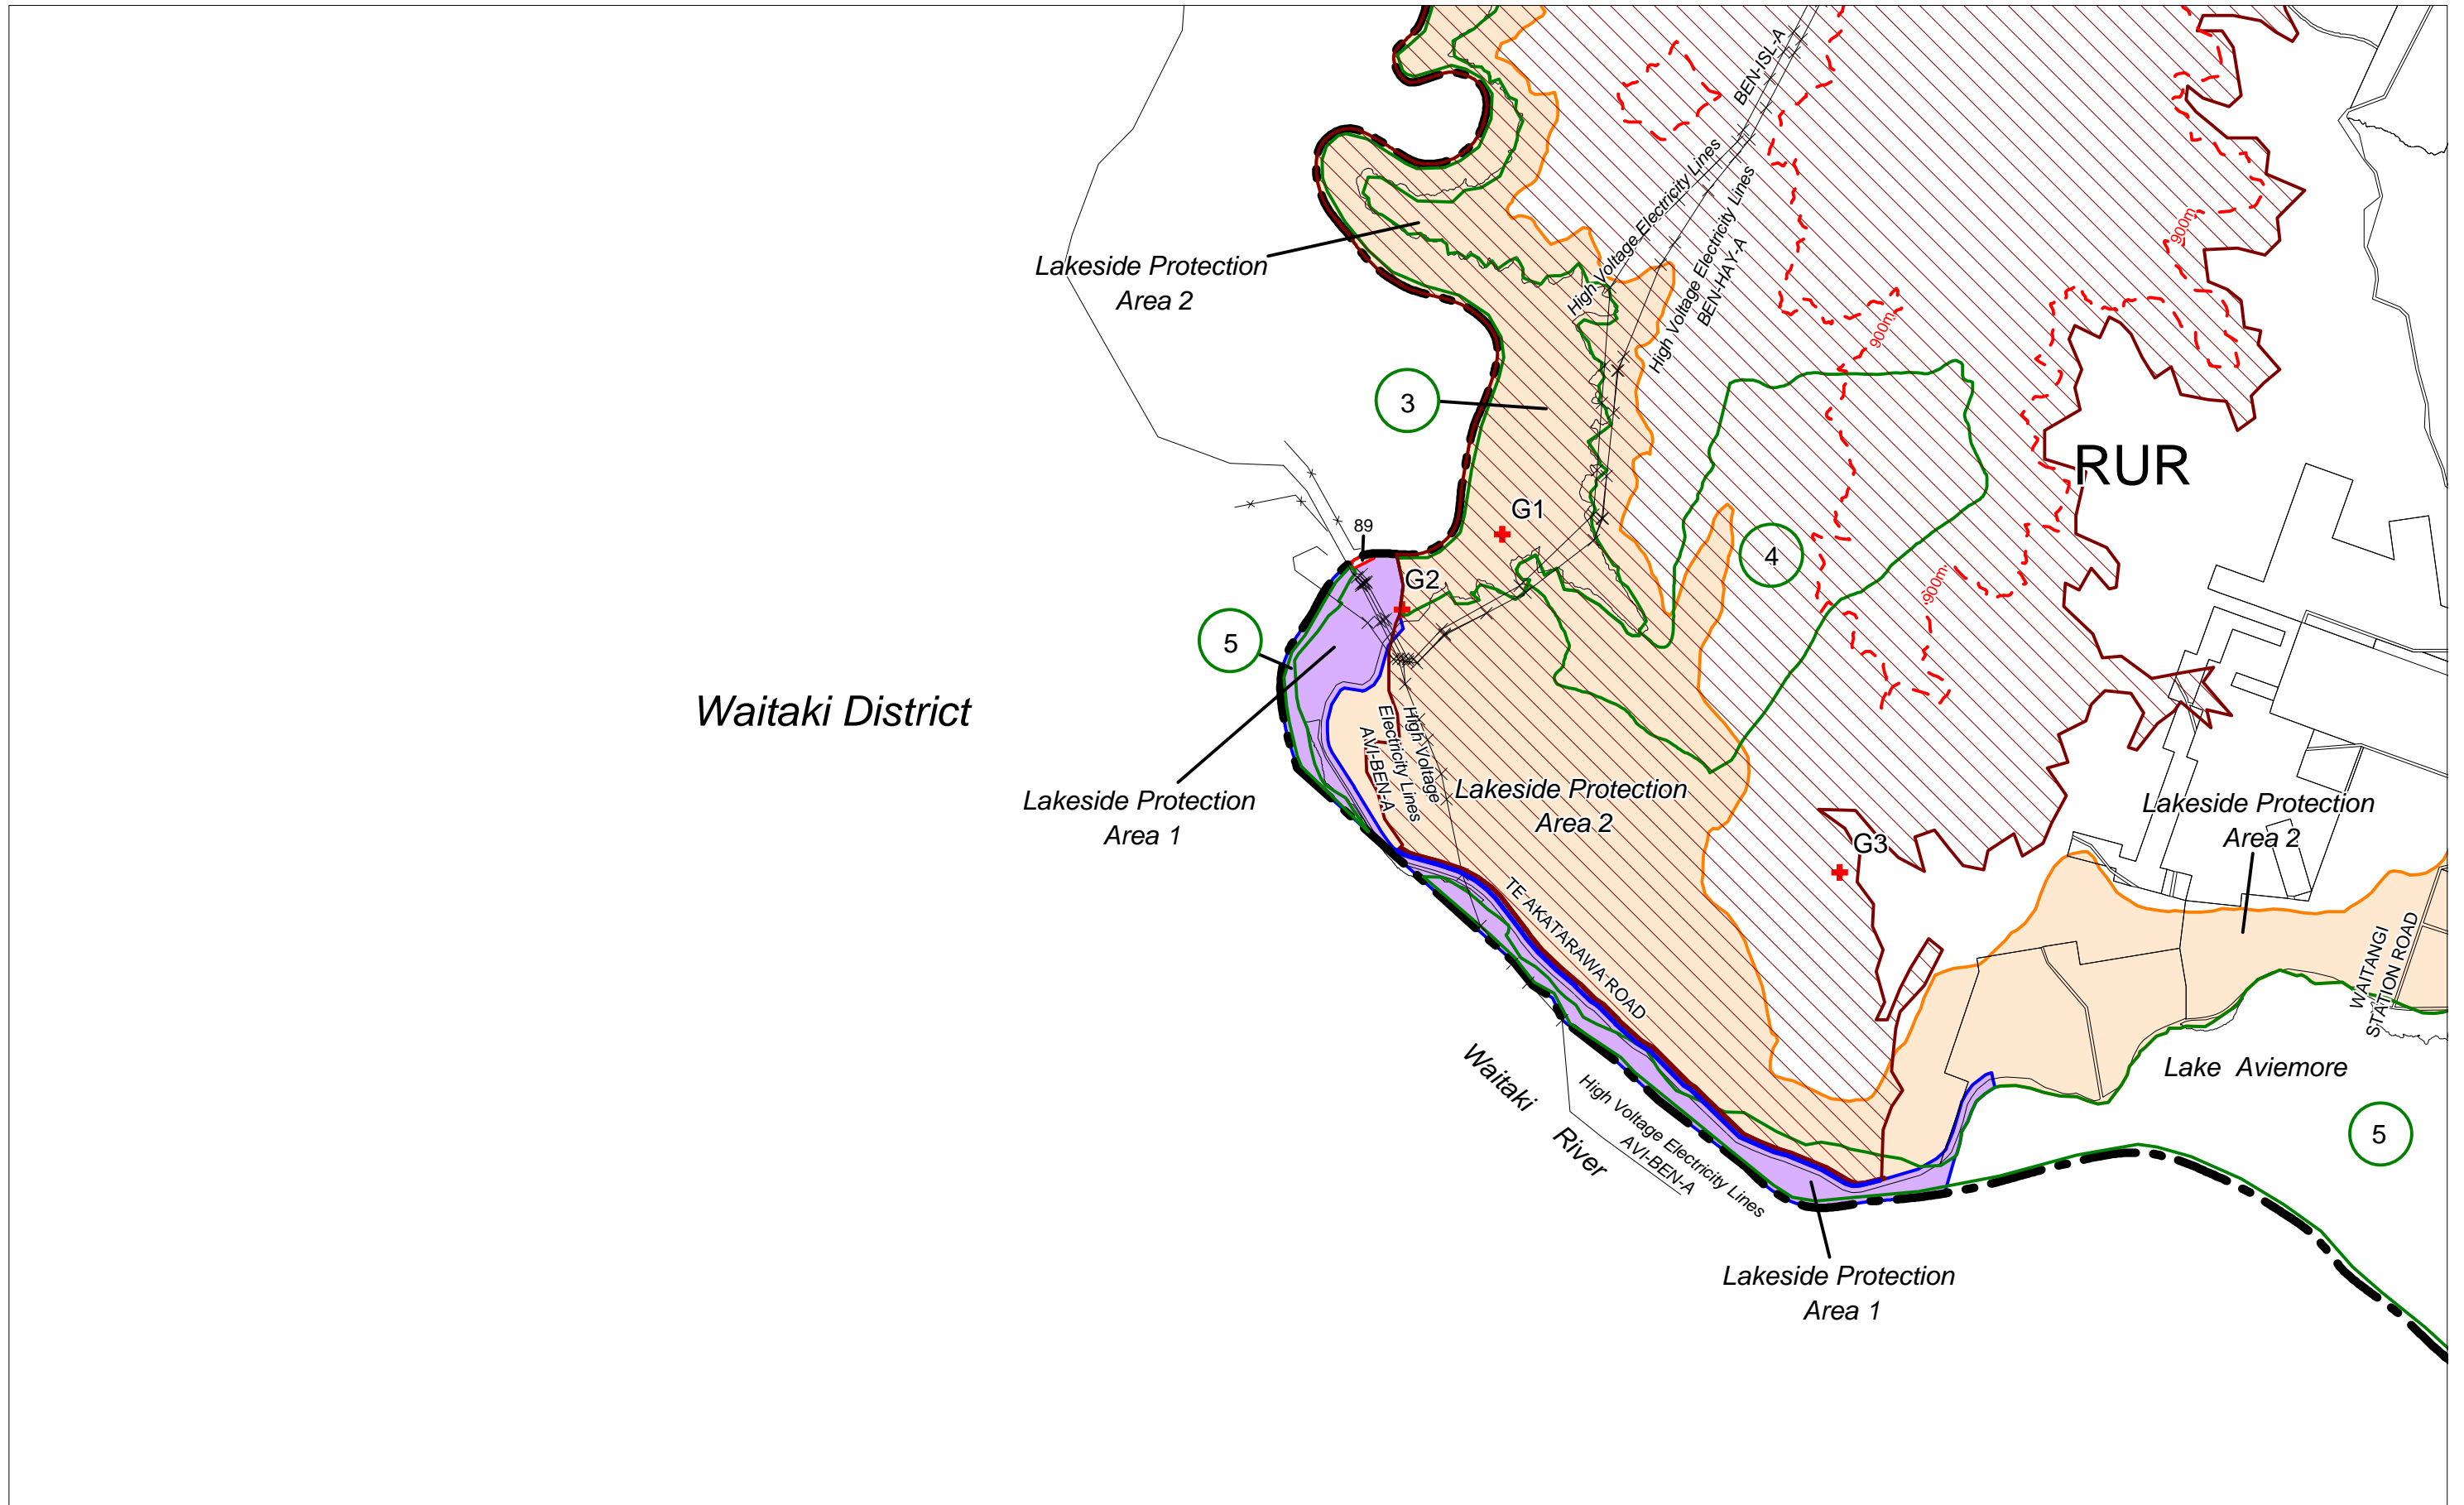 BEN-ISL-A
High Voltage Electricity Lines
High Voltage Electricity Lines
BEN-HAY-A
900m
Lakeside Protection
Area 2
900m
3
RUR
G1
89
4
G2
900m
5
Waitaki District
High Voltage
Electricity Lines
AVI-BEN-A
Lakeside Protection
Area 1
Lakeside Protection
Area 2
Lakeside Protection
Area 2
G3
TE AKATARAWA ROAD
WAITANGI
STATION ROAD
Waitaki
River
High Voltage Electricity Lines
AVI-BEN-A
Lake Aviemore
5
Lakeside Protection
Area 1